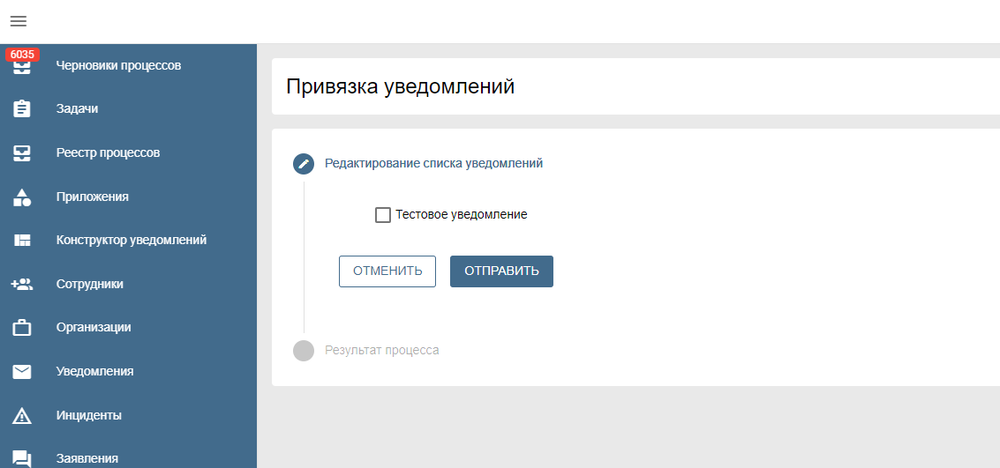 6035
Черновики процессов
Задачи
Реестр процессов
Приложения
Конструктор уведомлений
Сотрудники
Организации
Уведомления
Инциденты
Заявления
Привязка уведомлений
Редактирование списка уведомлений
Тестовое уведомление
ОТМЕНИТЬ ОТПРАВИТЬ
Результат процесса